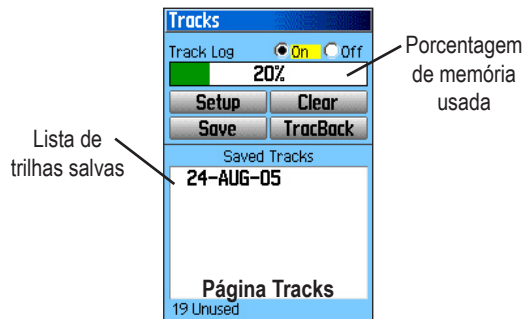 Tracks
Track Log On Off
20%
Setup Clear
Save TracBack
Saved Tracks
24-AUG-05
Página Tracks
19 Unused
Porcentagem
de memória
usada
Lista de
trilhas salvas